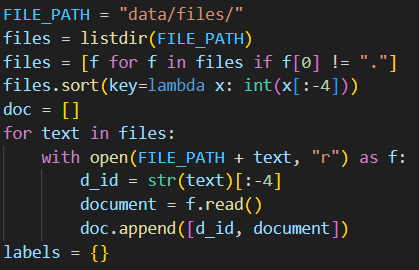 FILE_PATH = "data/files/"
files = listdir(FILE_PATH)
files = [f for f in files if f[0] != "."]
files.sort(key=lambda x: int(x[:-4]))
doc = []
for text in files:
    with open(FILE_PATH + text, "r") as f:
        d_id = str(text)[:-4]
        document = f.read()
        doc.append([d_id, document])
labels = {}